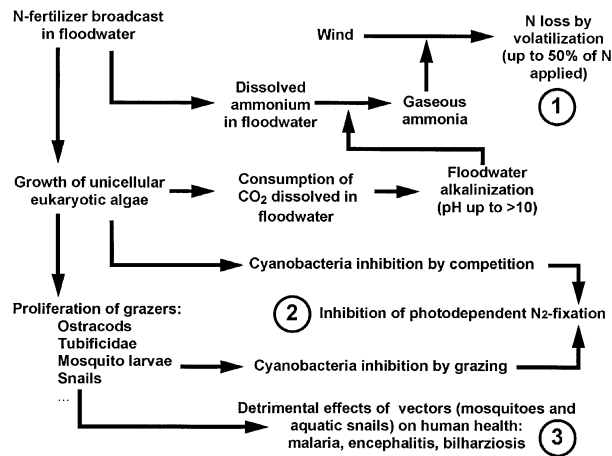 N-fertilizer broadcast
in floodwater
Wind
N loss by
volatilization
(up to 50% of N
applied)
1
Dissolved
ammonium
in floodwater
Gaseous
ammonia
Growth of unicellular
eukaryotic algae
Consumption of
CO2 dissolved in
floodwater
Floodwater
alkalinization
(pH up to >10)
Cyanobacteria inhibition by competition
Proliferation of grazers:
Ostracods
Tubificidae
Mosquito larvae
Snails
...
2
Inhibition of photodependent N2-fixation
Cyanobacteria inhibition by grazing
Detrimental effects of vectors (mosquitoes and
aquatic snails) on human health:
malaria, encephalitis, bilharziosis
3